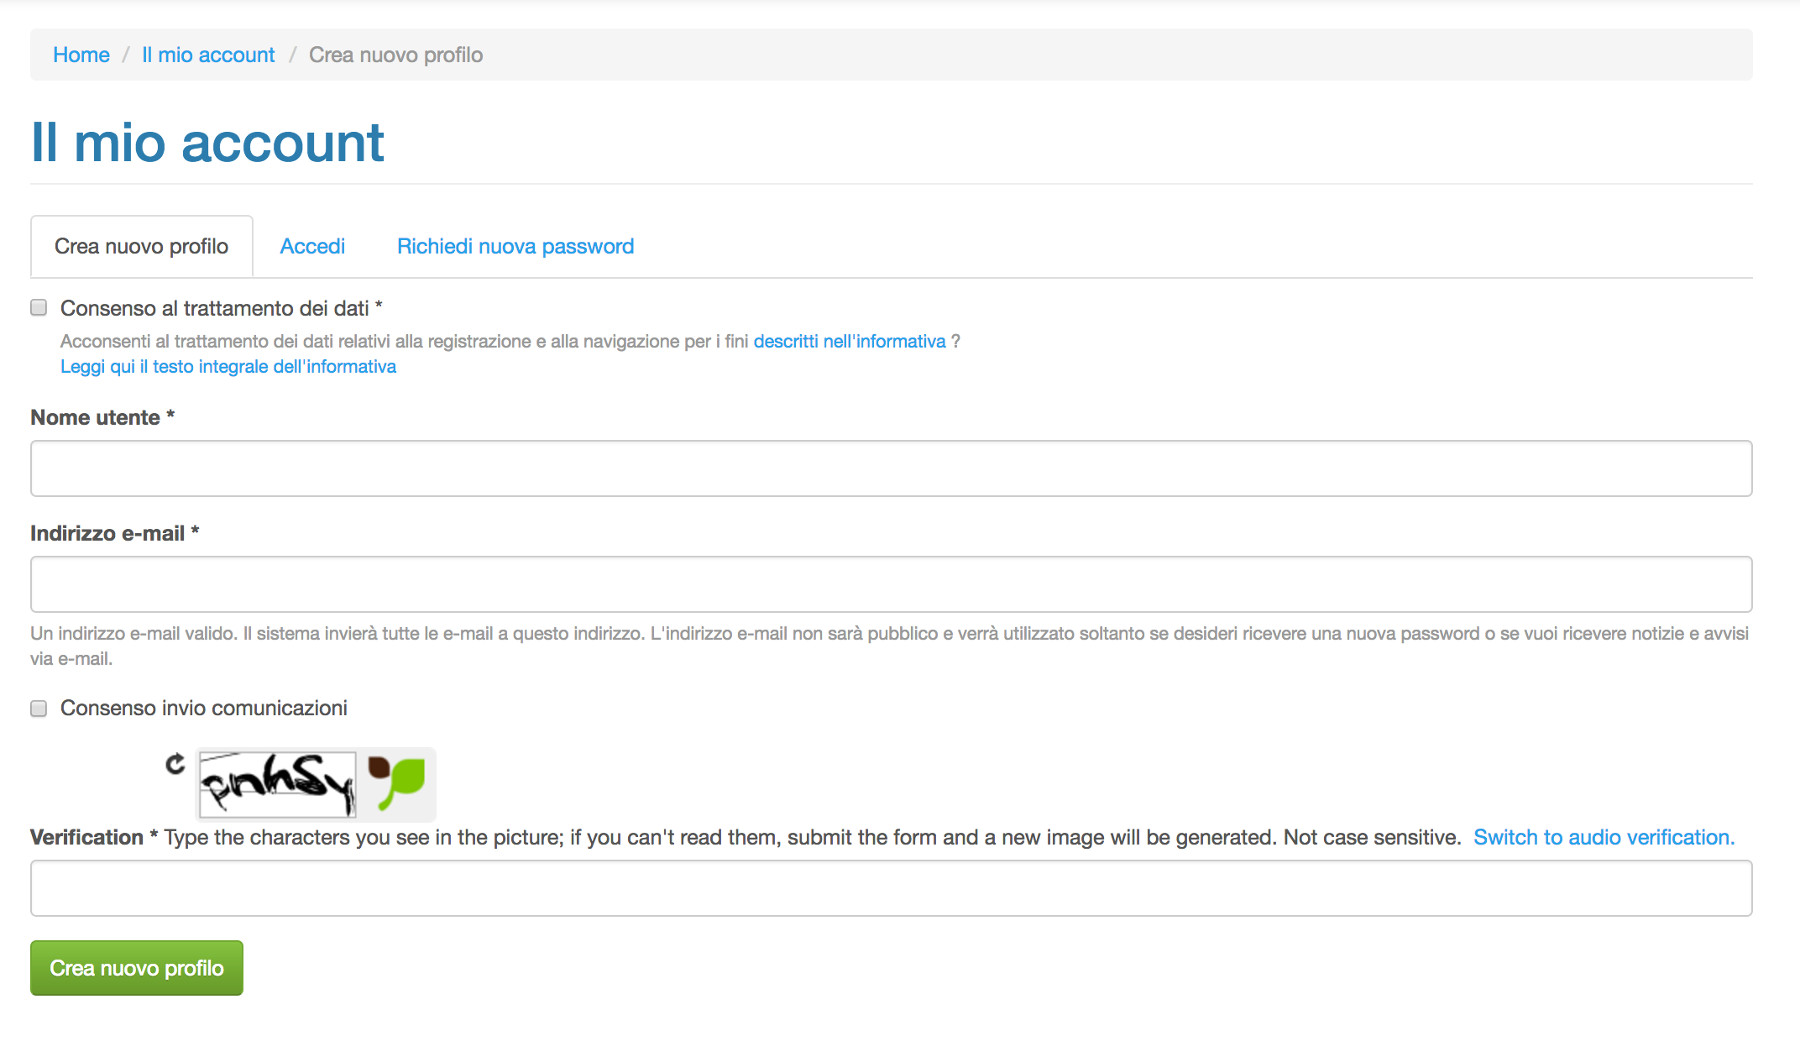 Home / Il mio account / Crea nuovo profilo
Il mio account
Crea nuovo profilo
Accedi
Richiedi nuova password
Consenso al trattamento dei dati *
Acconsenti al trattamento dei dati relativi alla registrazione e alla navigazione per i fini descritti nell'informativa ?
Leggi qui il testo integrale dell'informativa
Nome utente *
Indirizzo e-mail *
Un indirizzo e-mail valido. Il sistema invierà tutte le e-mail a questo indirizzo. L'indirizzo e-mail non sarà pubblico e verrà utilizzato soltanto se desideri ricevere una nuova password o se vuoi ricevere notizie e avvisi
via e-mail.
Consenso invio comunicazioni
Verification * Type the characters you see in the picture; if you can't read them, submit the form and a new image will be generated. Not case sensitive. Switch to audio verification.
Crea nuovo profilo